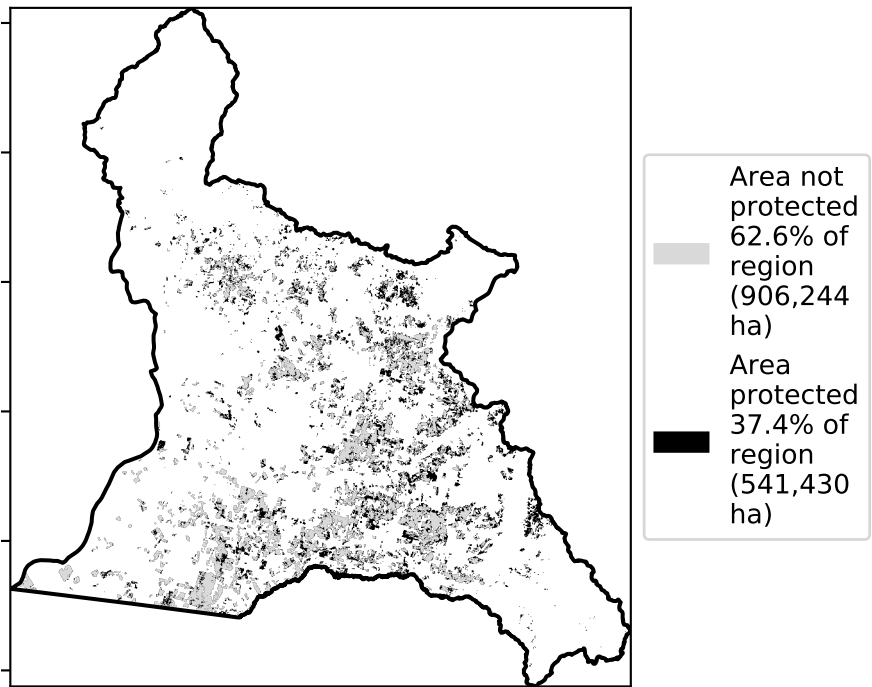 Area not
protected
62.6% of
region
(906,244
ha)
Area
protected
37.4% of
region
(541,430
ha)